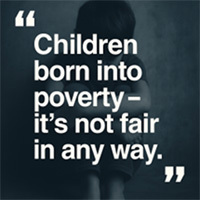 “
Children
born into
poverty –
it's not fair
in any way.
”